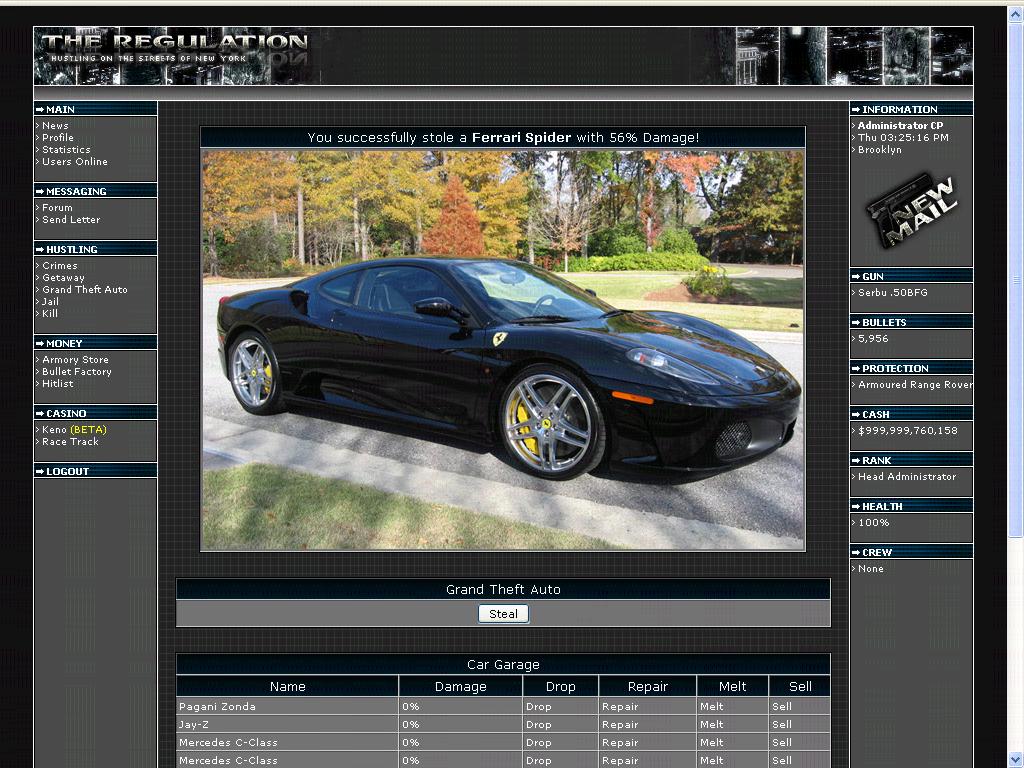 THE REGULATION
HUSTLING ON THE STREETS OF NEW YORK
MAIN
News
Profile
Statistics
Users Online
MESSAGING
Forum
Send Letter
HUSTLING
Crimes
Getaway
Grand Theft Auto
Jail
Kill
MONEY
Armory Store
Bullet Factory
Hitlist
CASINO
Keno (BETA)
Race Track
LOGOUT
You successfully stole a Ferrari Spider with 56% Damage!
Grand Theft Auto
Steal
Car Garage
Name Damage Drop Repair Melt Sell
Pagani Zonda 0% Drop Repair Melt Sell
Jay-Z 0% Drop Repair Melt Sell
Mercedes C-Class 0% Drop Repair Melt Sell
Mercedes C-Class 0% Drop Repair Melt Sell
INFORMATION
Administrator CP
Thu 03:25:16 PM
Brooklyn
NEW
MAIL
GUN
Serbu .50BFG
BULLETS
5,956
PROTECTION
Armoured Range Rover
CASH
$999,999,760,158
RANK
Head Administrator
HEALTH
100%
CREW
None